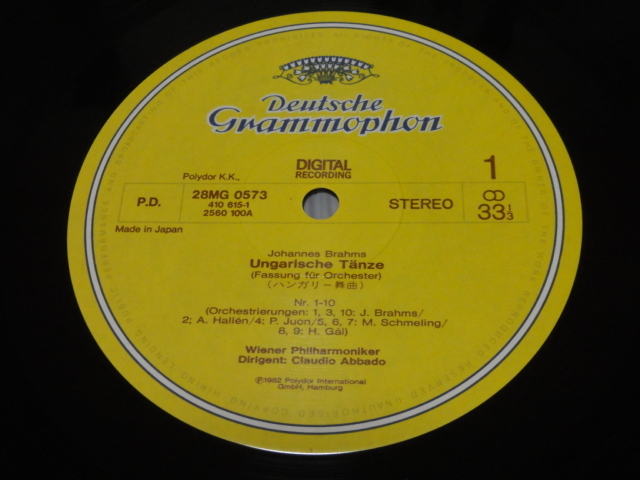 Deutsche
Grammophon
DIGITAL
RECORDING
1
Polydor K.K.,
P.D.
28MG 0573
410 615-1
2560 100A
STEREO
33 1/3
Made in Japan
Johannes Brahms
Ungarische Tänze
(Fassung für Orchester)
(ハンガリー舞曲)
Nr. 1-10
(Orchestrierungen: 1, 3, 10: J. Brahms/
2; A. Hallén/4; P. Juon/5, 6, 7: M. Schmeling/
8, 9: H. Gál)
Wiener Philharmoniker
Dirigent: Claudio Abbado
℗1982 Polydor International
GmbH, Hamburg